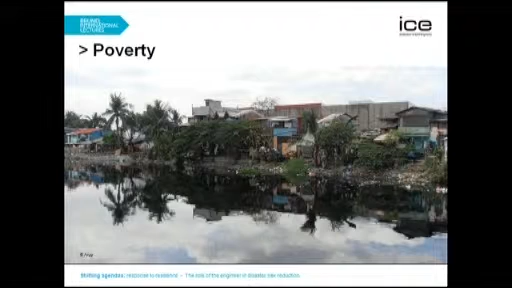 BRUNEL
INTERNATIONAL
LECTURES
ice
> Poverty
Shifting agendas: response to resilience – The role of the engineer in disaster risk reduction.